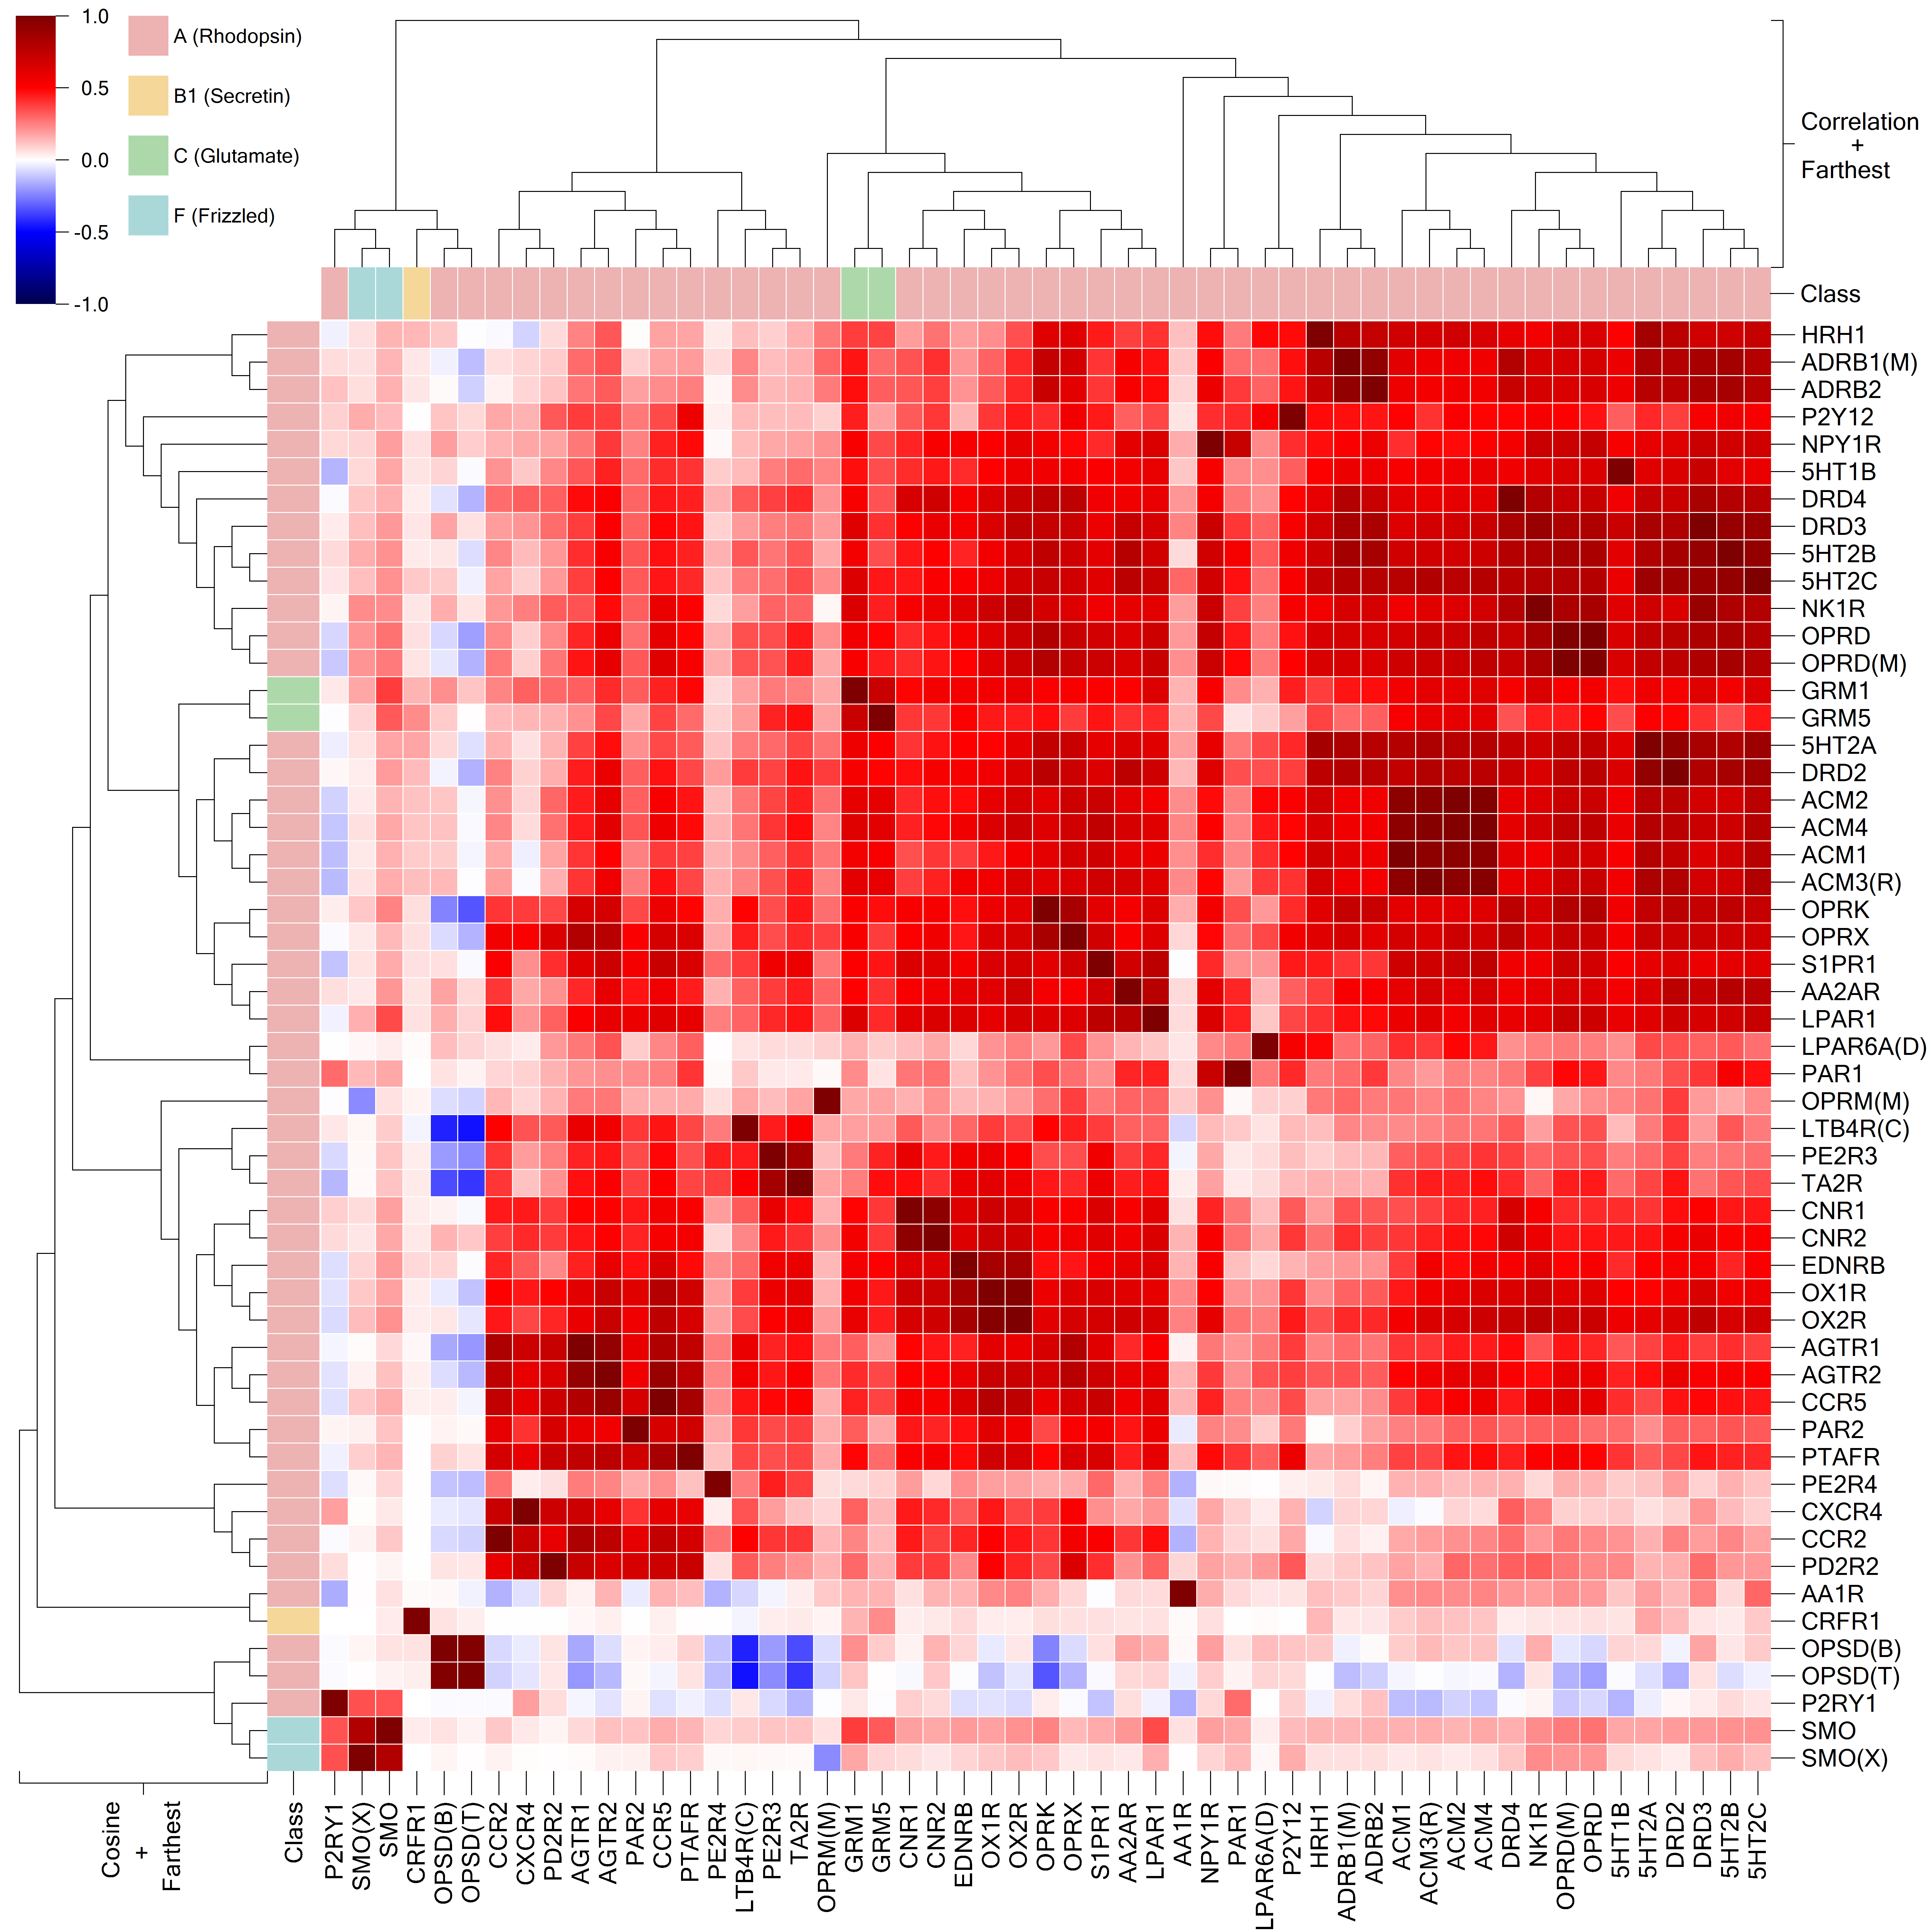 1.0
0.5
0.0
-0.5
-1.0
A (Rhodopsin)
B1 (Secretin)
C (Glutamate)
F (Frizzled)
Correlation
+
Farthest
Class
HRH1
ADRB1(M)
ADRB2
P2Y12
NPY1R
5HT1B
DRD4
DRD3
5HT2B
5HT2C
NK1R
OPRD
OPRD(M)
GRM1
GRM5
5HT2A
DRD2
ACM2
ACM4
ACM1
ACM3(R)
OPRK
OPRX
S1PR1
AA2AR
LPAR1
LPAR6A(D)
PAR1
OPRM(M)
LTB4R(C)
PE2R3
TA2R
CNR1
CNR2
EDNRB
OX1R
OX2R
AGTR1
AGTR2
CCR5
PAR2
PTAFR
PE2R4
CXCR4
CCR2
PD2R2
AA1R
CRFR1
OPSD(B)
OPSD(T)
P2RY1
SMO
SMO(X)
Cosine
+
Farthest
Class
P2RY1
SMO(X)
SMO
CRFR1
OPSD(B)
OPSD(T)
CCR2
CXCR4
PD2R2
AGTR1
AGTR2
PAR2
CCR5
PTAFR
PE2R4
LTB4R(C)
PE2R3
TA2R
OPRM(M)
GRM1
GRM5
CNR1
CNR2
EDNRB
OX1R
OX2R
OPRK
OPRX
S1PR1
AA2AR
LPAR1
AA1R
NPY1R
PAR1
LPAR6A(D)
P2Y12
HRH1
ADRB1(M)
ADRB2
ACM1
ACM3(R)
ACM2
ACM4
DRD4
NK1R
OPRD(M)
OPRD
5HT1B
5HT2A
DRD2
DRD3
5HT2B
5HT2C